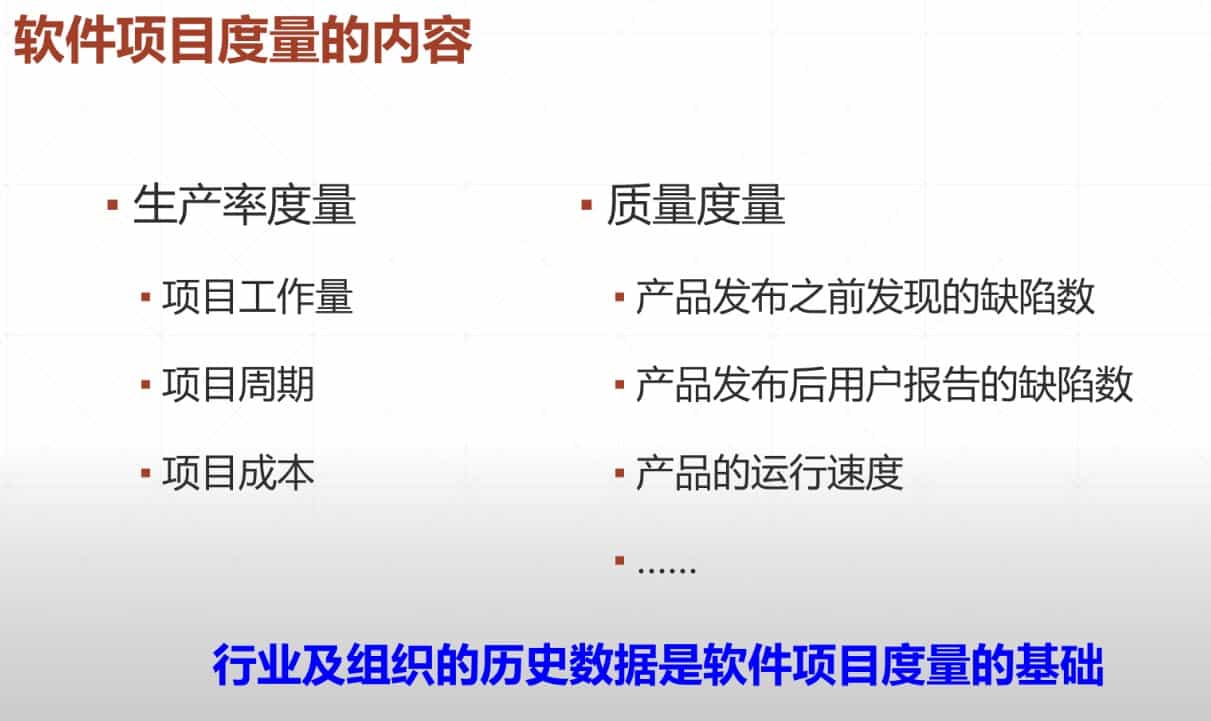 软件项目度量的内容
▪ 生产率度量
▪ 项目工作量
▪ 项目周期
▪ 项目成本
▪ 质量度量
▪ 产品发布之前发现的缺陷数
▪ 产品发布后用户报告的缺陷数
▪ 产品的运行速度
▪ ......
行业及组织的历史数据是软件项目度量的基础